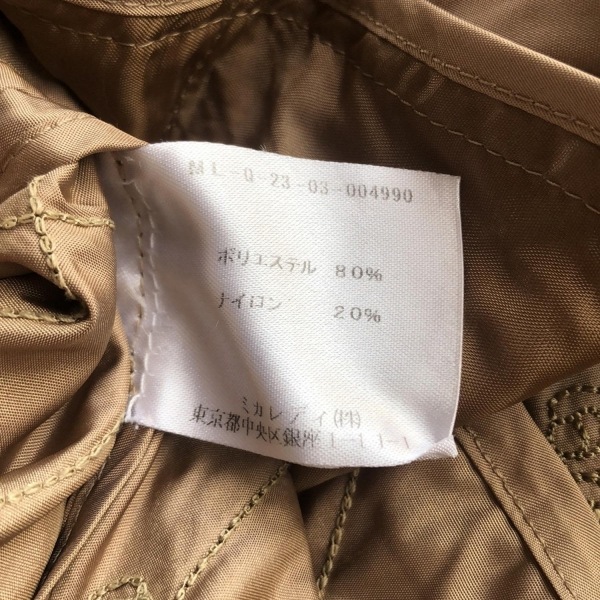 ML-Q-23-03-004990
ポリエステル 80%
ナイロン 20%
ミカレディ(株)
東京都中央区銀座1-11-1